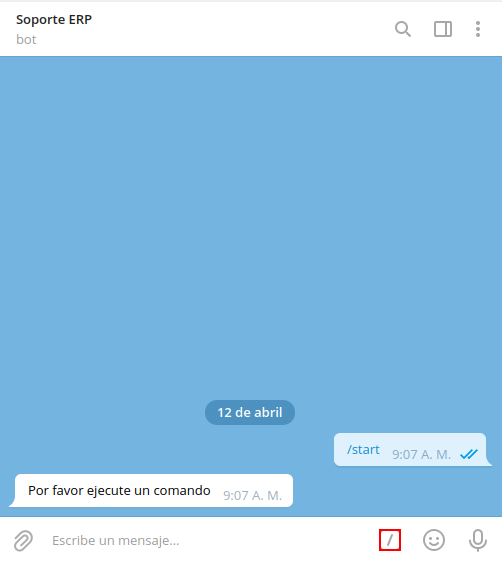 Soporte ERP
bot
12 de abril
/start 9:07 A. M.
Por favor ejecute un comando 9:07 A. M.
Escribe un mensaje... /